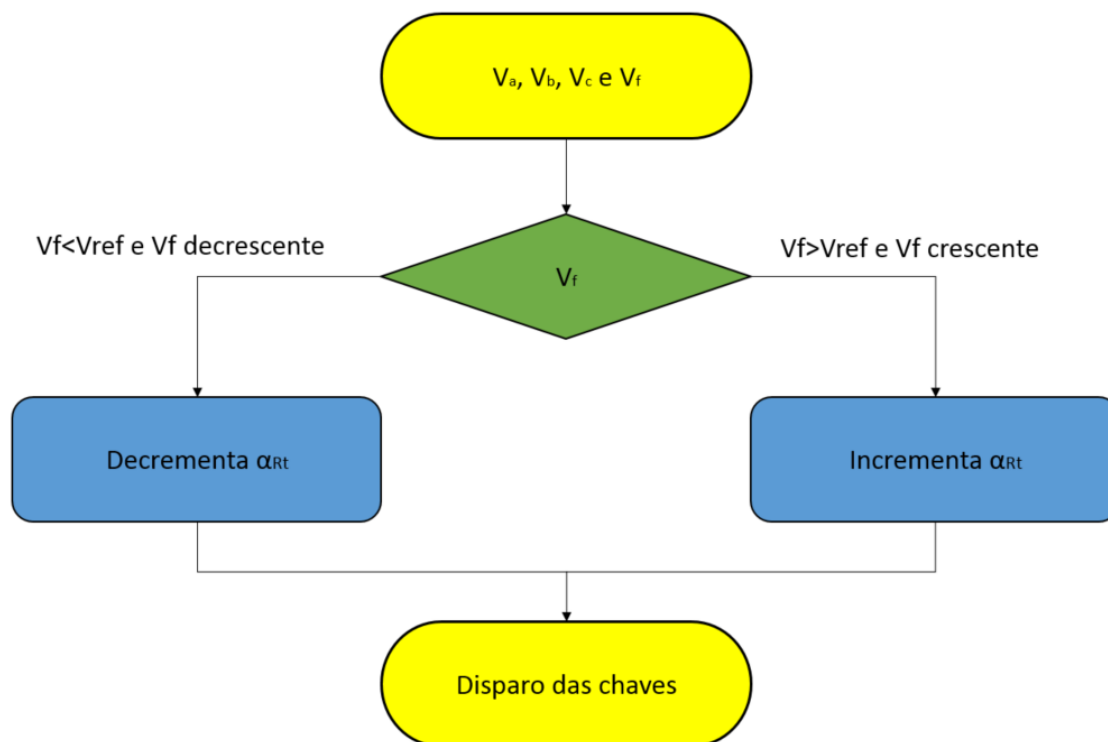 Va, Vb, Vc e Vf
Vf<Vref e Vf decrescente
Vf>Vref e Vf crescente
Vf
Decrementa αRt
Incrementa αRt
Disparo das chaves